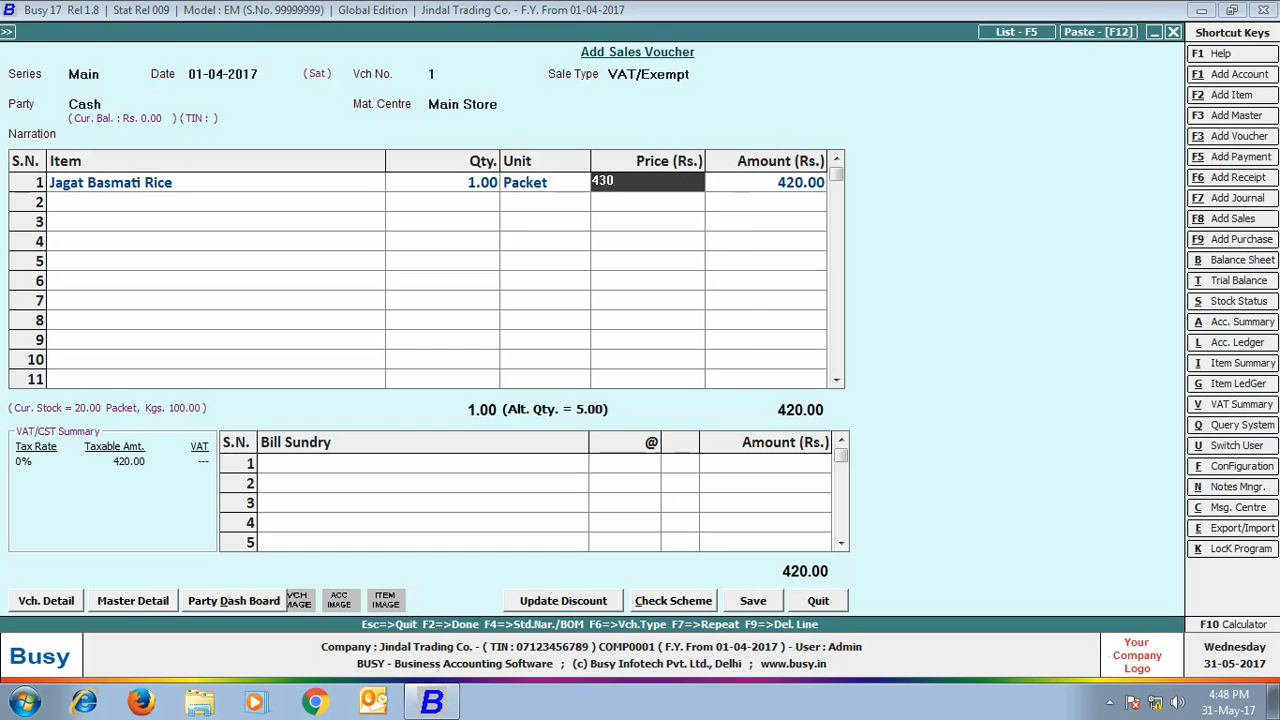 Busy 17 Rel 1.8 | Stat Rel 009 | Model : EM (S.No. 99999999) | Global Edition | Jindal Trading Co. - F.Y. From 01-04-2017
>> List - F5 Paste - [F12]
Add Sales Voucher
Series Main Date 01-04-2017 (Sat) Vch No. 1 Sale Type VAT/Exempt
Party Cash Mat. Centre Main Store
(Cur. Bal. : Rs. 0.00 ) (TIN : )
Narration
S.N. Item Qty. Unit Price (Rs.) Amount (Rs.)
1 Jagat Basmati Rice 1.00 Packet 430 420.00
2
3
4
5
6
7
8
9
10
11
(Cur. Stock = 20.00 Packet, Kgs. 100.00 ) 1.00 (Alt. Qty. = 5.00) 420.00
VAT/CST Summary
Tax Rate Taxable Amt. VAT
0% 420.00 ---
S.N. Bill Sundry @ Amount (Rs.)
1
2
3
4
5
420.00
Vch. Detail Master Detail Party Dash Board VCH IMAGE ACC IMAGE ITEM IMAGE Update Discount Check Scheme Save Quit
Esc=>Quit F2=>Done F4=>Std.Nar./BOM F6=>Vch.Type F7=>Repeat F9=>Del. Line
Busy
Company : Jindal Trading Co. - ( TIN : 07123456789 ) COMP0001 ( F.Y. From 01-04-2017 ) - User : Admin
BUSY - Business Accounting Software ; (c) Busy Infotech Pvt. Ltd., Delhi ; www.busy.in
Your
Company
Logo
Shortcut Keys
F1 Help
F1 Add Account
F2 Add Item
F3 Add Master
F3 Add Voucher
F5 Add Payment
F6 Add Receipt
F7 Add Journal
F8 Add Sales
F9 Add Purchase
B Balance Sheet
T Trial Balance
S Stock Status
A Acc. Summary
L Acc. Ledger
I Item Summary
G Item LedGer
V VAT Summary
Q Query System
U Switch User
F Configuration
N Notes Mngr.
C Msg. Centre
E Export/Import
K LocK Program
F10 Calculator
Wednesday
31-05-2017
4:48 PM
31-May-17